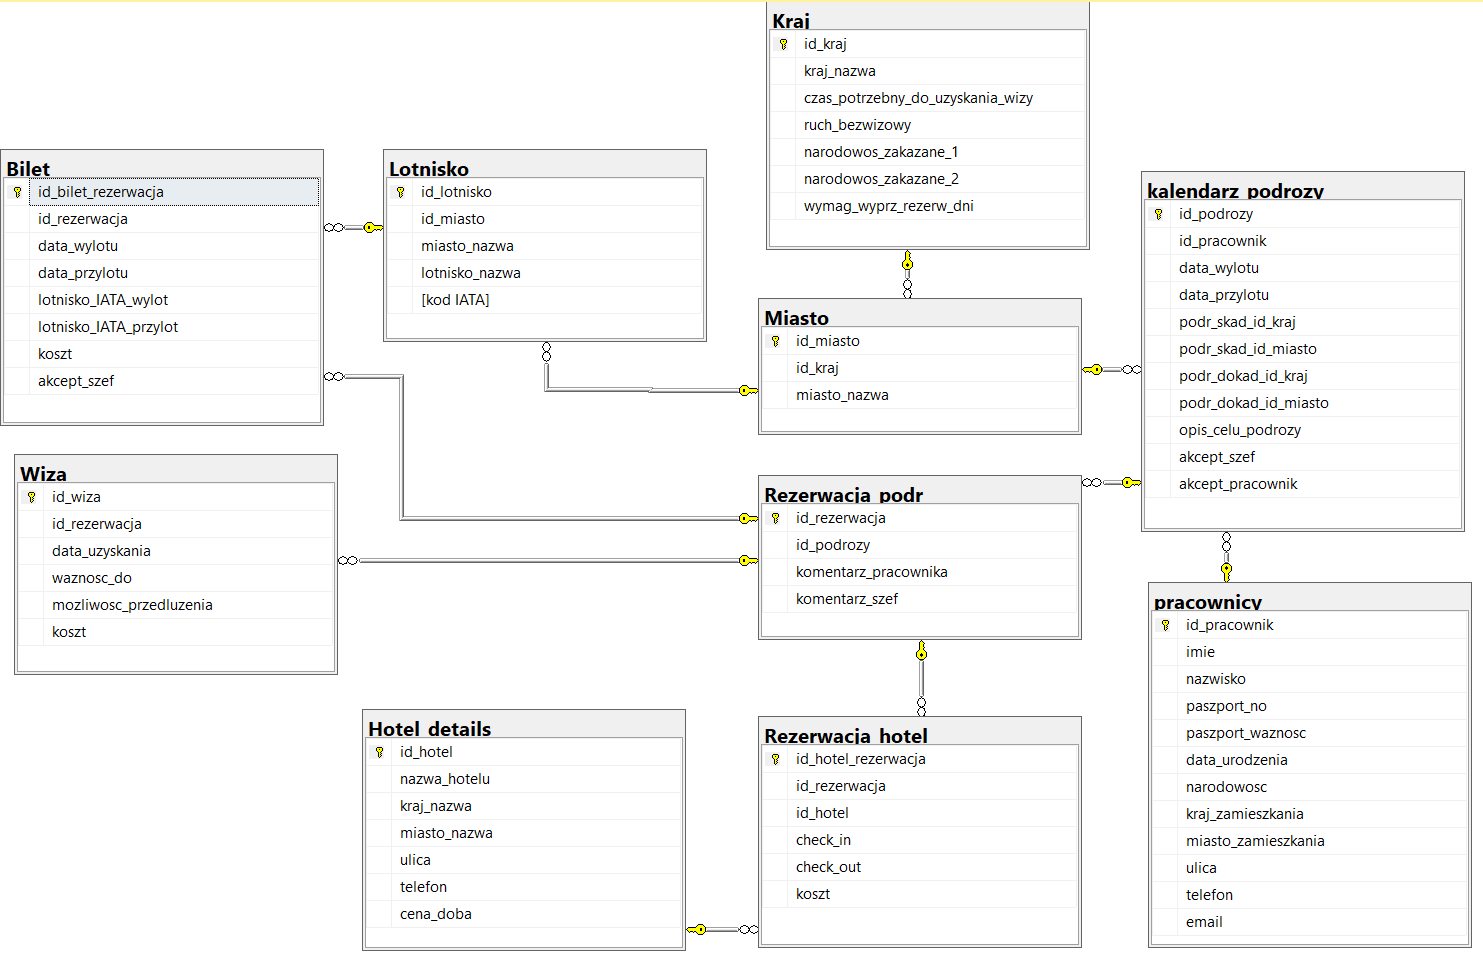 Kraj
id_kraj
kraj_nazwa
czas_potrzebny_do_uzyskania_wizy
ruch_bezwizowy
narodowos_zakazane_1
narodowos_zakazane_2
wymag_wyprz_rezerw_dni
Bilet
id_bilet_rezerwacja
id_rezerwacja
data_wylotu
data_przylotu
lotnisko_IATA_wylot
lotnisko_IATA_przylot
koszt
akcept_szef
Lotnisko
id_lotnisko
id_miasto
miasto_nazwa
lotnisko_nazwa
[kod IATA]
kalendarz_podrozy
id_podrozy
id_pracownik
data_wylotu
data_przylotu
podr_skad_id_kraj
podr_skad_id_miasto
podr_dokad_id_kraj
podr_dokad_id_miasto
opis_celu_podrozy
akcept_szef
akcept_pracownik
Miasto
id_miasto
id_kraj
miasto_nazwa
Wiza
id_wiza
id_rezerwacja
data_uzyskania
waznosc_do
mozliwosc_przedluzenia
koszt
Rezerwacja_podr
id_rezerwacja
id_podrozy
komentarz_pracownika
komentarz_szef
pracownicy
id_pracownik
imie
nazwisko
paszport_no
paszport_waznosc
data_urodzenia
narodowosc
kraj_zamieszkania
miasto_zamieszkania
ulica
telefon
email
Hotel_details
id_hotel
nazwa_hotelu
kraj_nazwa
miasto_nazwa
ulica
telefon
cena_doba
Rezerwacja_hotel
id_hotel_rezerwacja
id_rezerwacja
id_hotel
check_in
check_out
koszt